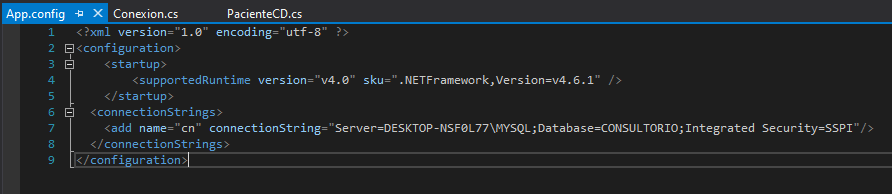 App.config Conexion.cs PacienteCD.cs
1 <?xml version="1.0" encoding="utf-8" ?>
2 <configuration>
3 <startup>
4 <supportedRuntime version="v4.0" sku=".NETFramework,Version=v4.6.1" />
5 </startup>
6 <connectionStrings>
7 <add name="cn" connectionString="Server=DESKTOP-NSF0L77\MYSQL;Database=CONSULTORIO;Integrated Security=SSPI"/>
8 </connectionStrings>
9 </configuration>